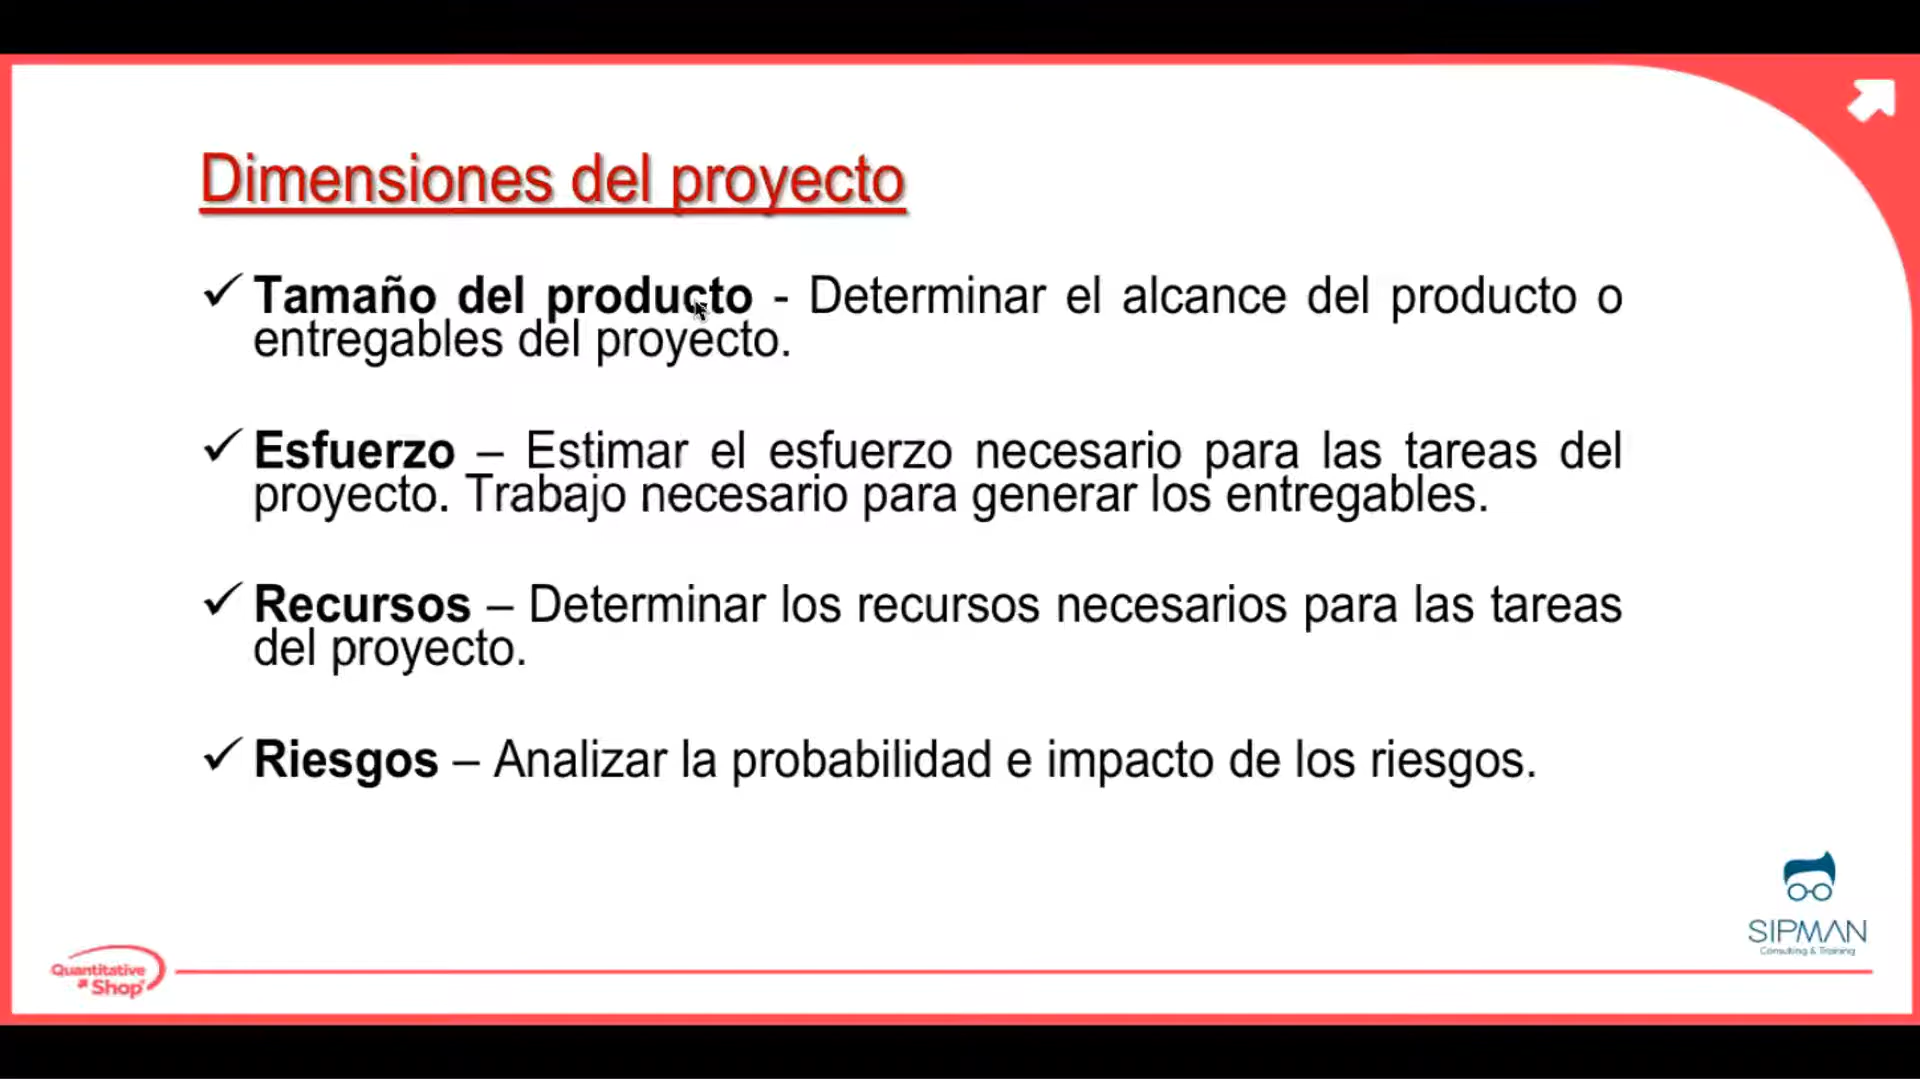 Dimensiones del proyecto
✓ Tamaño del producto - Determinar el alcance del producto o
entregables del proyecto.
✓ Esfuerzo – Estimar el esfuerzo necesario para las tareas del
proyecto. Trabajo necesario para generar los entregables.
✓ Recursos – Determinar los recursos necesarios para las tareas
del proyecto.
✓ Riesgos – Analizar la probabilidad e impacto de los riesgos.
SIPMAN
Consulting & Training
Quantitative
Shop